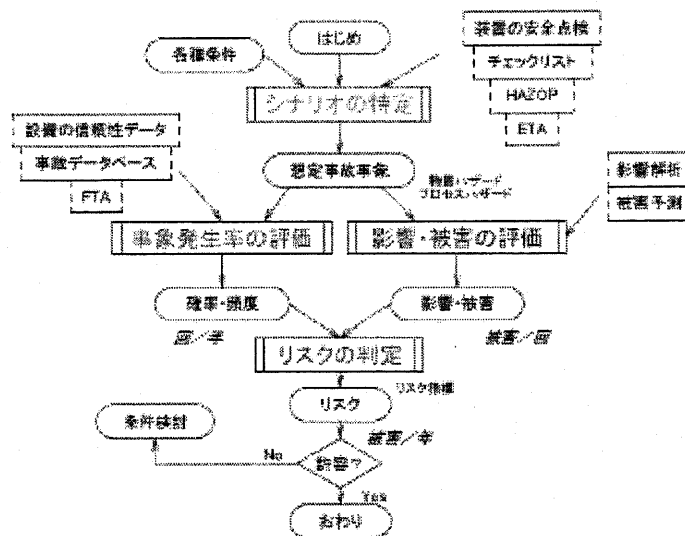 はじめ
各種条件
装置の安全点検
チェックリスト
HAZOP
ETA
シナリオの特定
設備の信頼性データ
事故データベース
FTA
想定事故事象
物質ハザード
プロセスハザード
影響解析
被害予測
事象発生率の評価
影響・被害の評価
確率・頻度
影響・被害
回／年
被害／回
リスクの判定
リスク指標
リスク
条件検討
被害／年
No
許容？
Yes
おわり